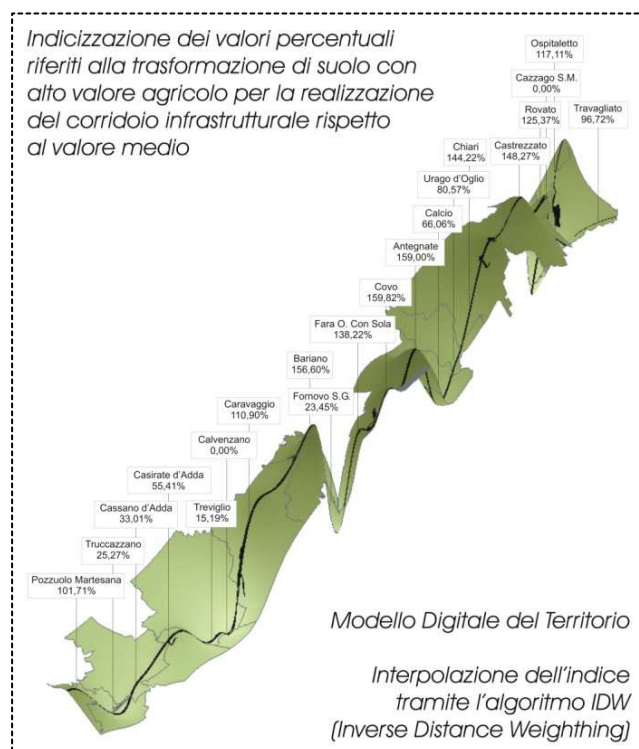 Indicizzazione dei valori percentuali
riferiti alla trasformazione di suolo con
alto valore agricolo per la realizzazione
del corridoio infrastrutturale rispetto
al valore medio
Ospitaletto
117,11%
Cazzago S.M.
0,00%
Rovato
125,37%
Travagliato
96,72%
Chiari
144,22%
Castrezzato
148,27%
Urago d'Oglio
80,57%
Calcio
66,06%
Antegnate
159,00%
Covo
159,82%
Fara O. Con Sola
138,22%
Bariano
156,60%
Fornovo S.G.
23,45%
Caravaggio
110,90%
Calvenzano
0,00%
Casirate d'Adda
55,41%
Cassano d'Adda
33,01%
Treviglio
15,19%
Truccazzano
25,27%
Pozzuolo Martesana
101,71%
Modello Digitale del Territorio
Interpolazione dell'indice
tramite l'algoritmo IDW
(Inverse Distance Weighthing)